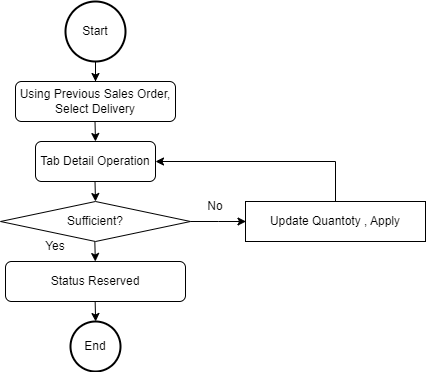 Start
Using Previous Sales Order,
Select Delivery
Tab Detail Operation
Sufficient?
No
Update Quantoty , Apply
Yes
Status Reserved
End